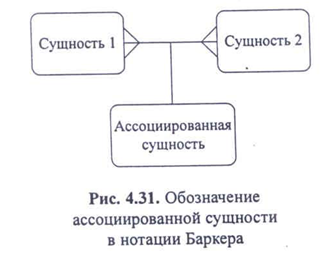 Сущность 1
Сущность 2
Ассоциированная
сущность
Рис. 4.31. Обозначение
ассоциированной сущности
в нотации Баркера